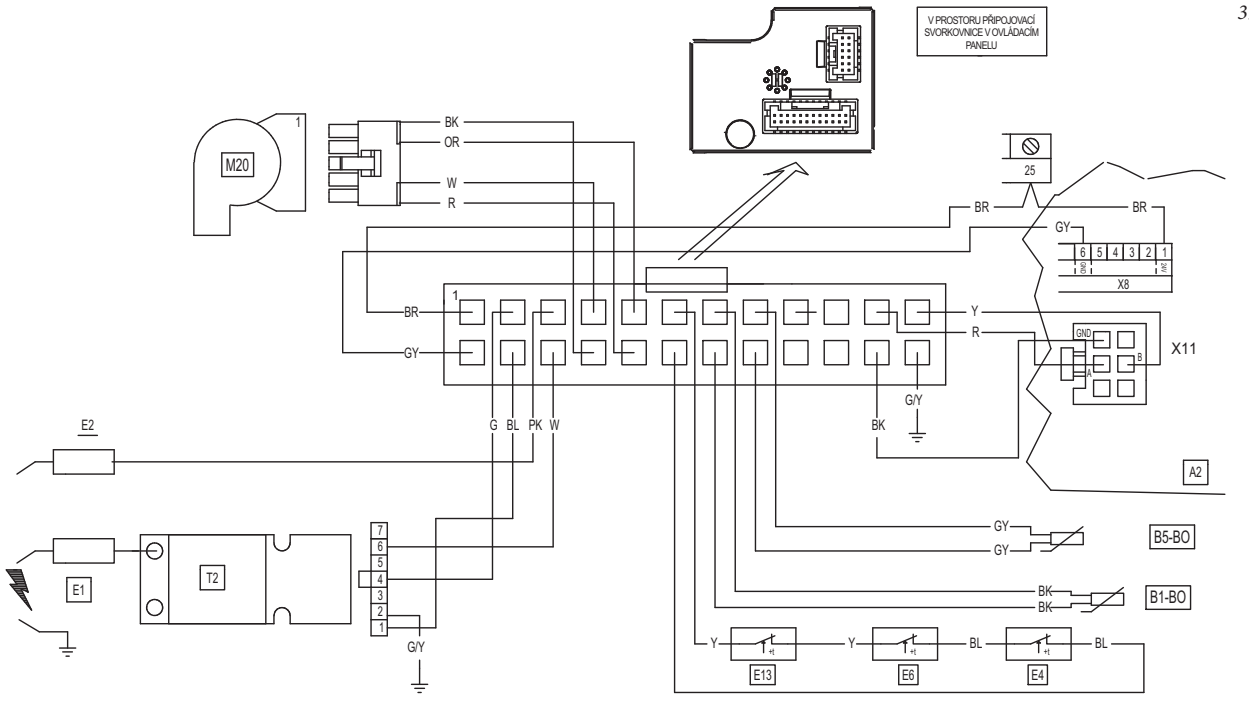 3.
V PROSTORU PŘIPOJOVACÍ
SVORKOVNICE V OVLÁDACÍM
PANELU
1
M20
BK
OR
W
R
25
BR
BR
GY
6 5 4 3 2 1
GND
24V
X8
1
BR
Y
R
GY
GND
B
A
X11
G/Y
BK
E2
G BL PK W
A2
7
6
5
4
3
2
1
T2
E1
G/Y
GY
GY
B5-BO
BK
BK
B1-BO
Y
+t
Y
+t
BL
+t
BL
E13
E6
E4